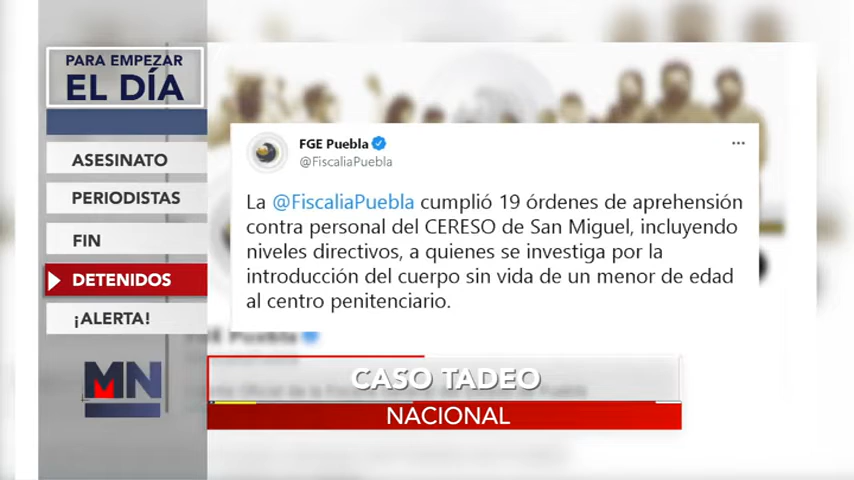 PARA EMPEZAR
EL DÍA
ASESINATO
PERIODISTAS
FIN
DETENIDOS
¡ALERTA!
MN
FGE Puebla
@FiscaliaPuebla
La @FiscaliaPuebla cumplió 19 órdenes de aprehensión
contra personal del CERESO de San Miguel, incluyendo
niveles directivos, a quienes se investiga por la
introducción del cuerpo sin vida de un menor de edad
al centro penitenciario.
FGE Puebla
CASO TADEO
NACIONAL